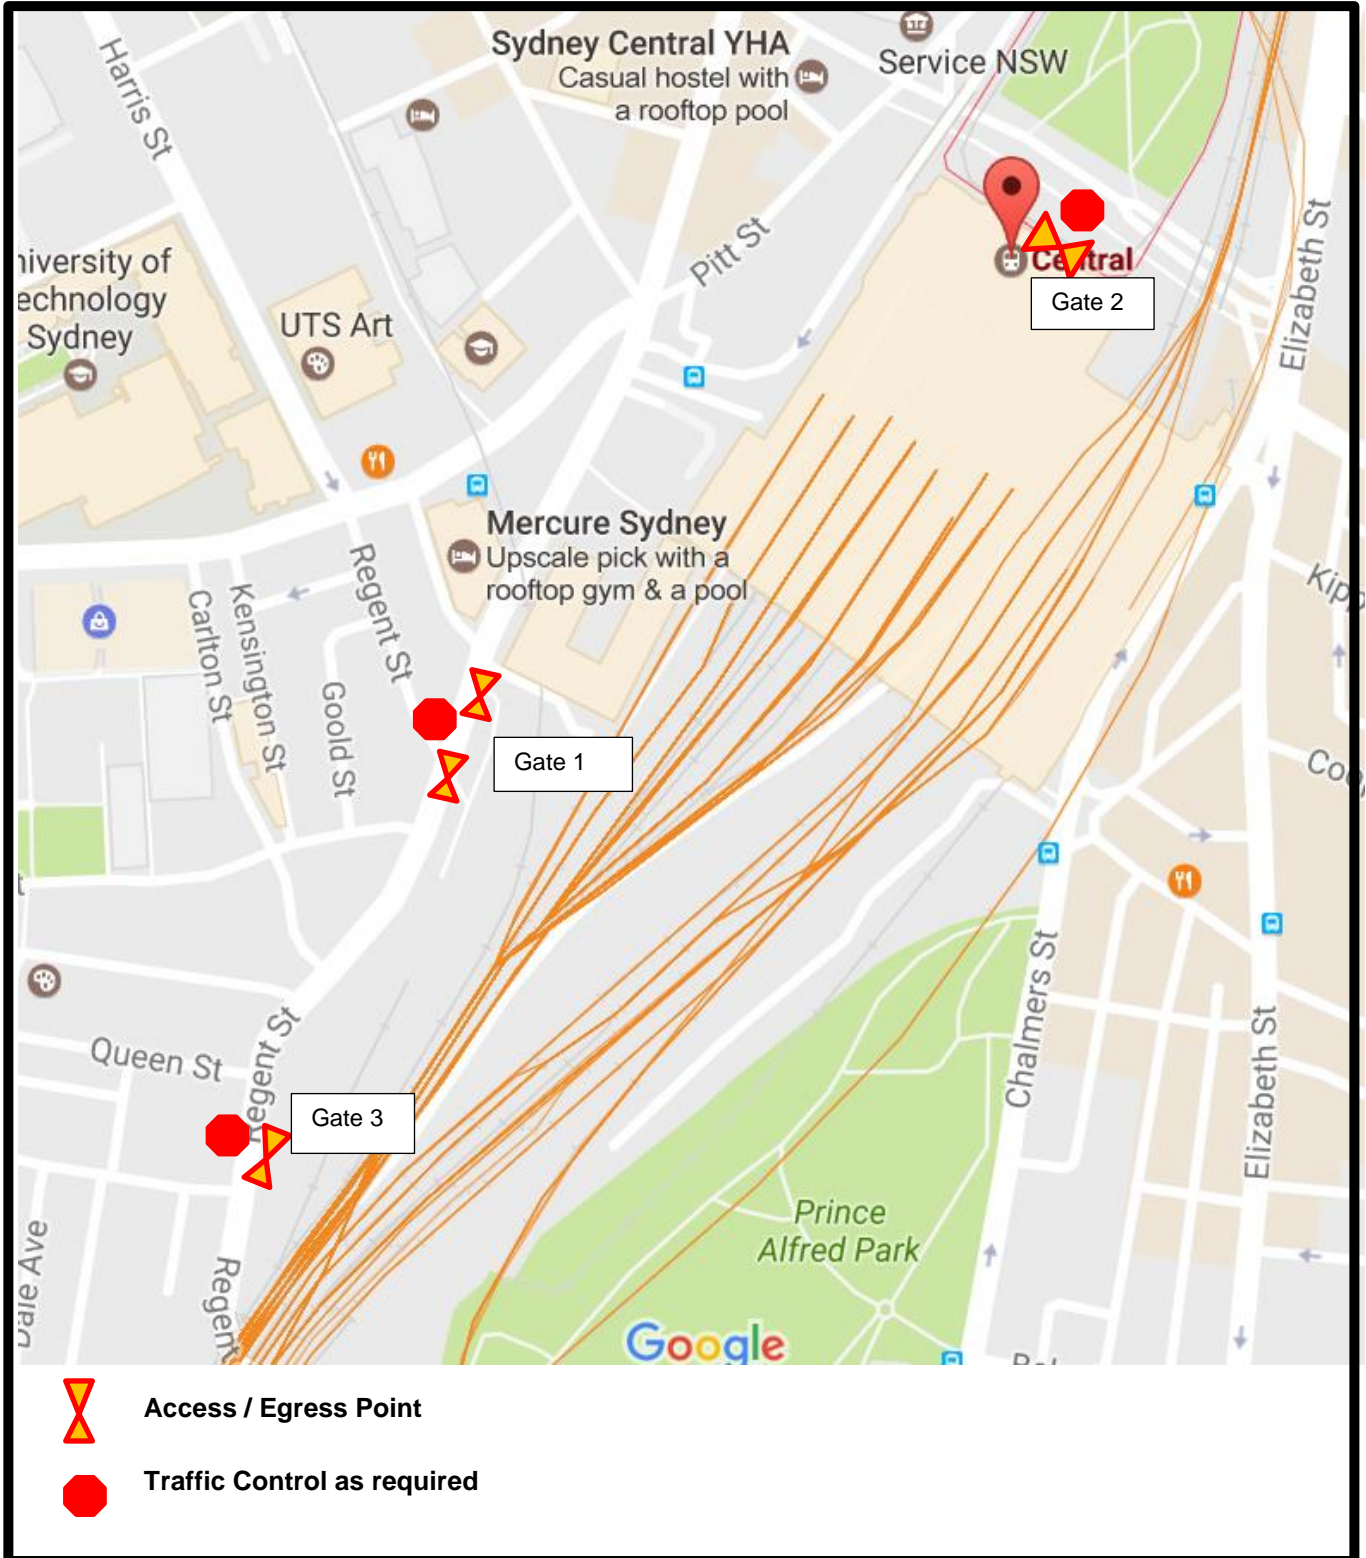 Harris St
Sydney Central YHA
Casual hostel with
a rooftop pool
Service NSW
Pitt St
Elizabeth St
niversity of
echnology
Sydney
UTS Art
Central
Gate 2
Mercure Sydney
Upscale pick with a
rooftop gym & a pool
Regent St
Kensington St
Carlton St
Goold St
Kipp
Gate 1
Coo
Chalmers St
Elizabeth St
Queen St
Regent St
Gate 3
Dale Ave
Regent
Prince
Alfred Park
Google
Access / Egress Point
Traffic Control as required